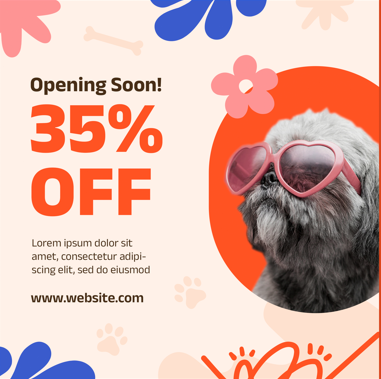 Opening Soon!
35%
OFF
Lorem ipsum dolor sit
amet, consectetur adipi-
scing elit, sed do eiusmod
www.website.com